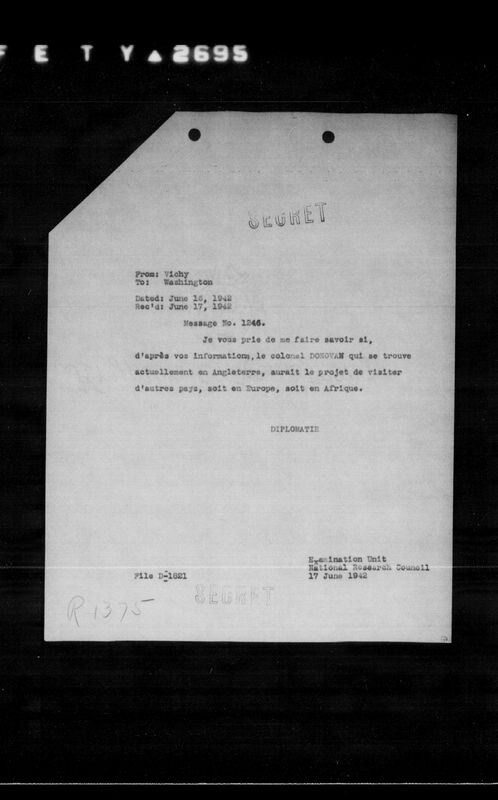 F E T Y ▲ 2695
SECRET
From: Vichy
To: Washington
Dated: June 16, 1942
Rec'd: June 17, 1942
Message No. 1246.
Je vous prie de me faire savoir si,
d'après vos informations, le colonel DONOVAN qui se trouve
actuellement en Angleterre, aurait le projet de visiter
d'autres pays, soit en Europe, soit en Afrique.
DIPLOMATIE
Examination Unit
National Research Council
File D-1621 17 June 1942
SECRET
R-1375